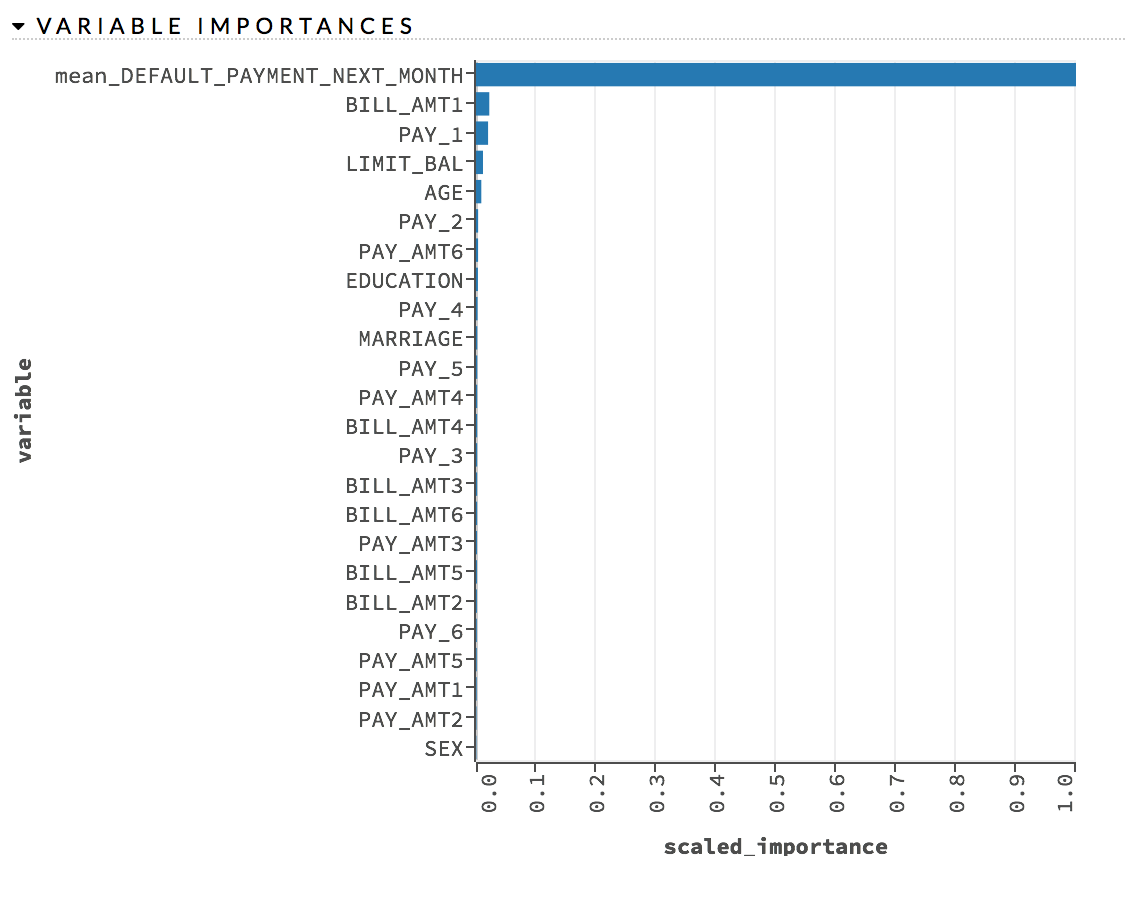 VARIABLE IMPORTANCES
mean_DEFAULT_PAYMENT_NEXT_MONTH
BILL_AMT1
PAY_1
LIMIT_BAL
AGE
PAY_2
PAY_AMT6
EDUCATION
PAY_4
MARRIAGE
PAY_5
PAY_AMT4
BILL_AMT4
PAY_3
BILL_AMT3
BILL_AMT6
PAY_AMT3
BILL_AMT5
BILL_AMT2
PAY_6
PAY_AMT5
PAY_AMT1
PAY_AMT2
SEX
variable
0.0 0.1 0.2 0.3 0.4 0.5 0.6 0.7 0.8 0.9 1.0
scaled_importance